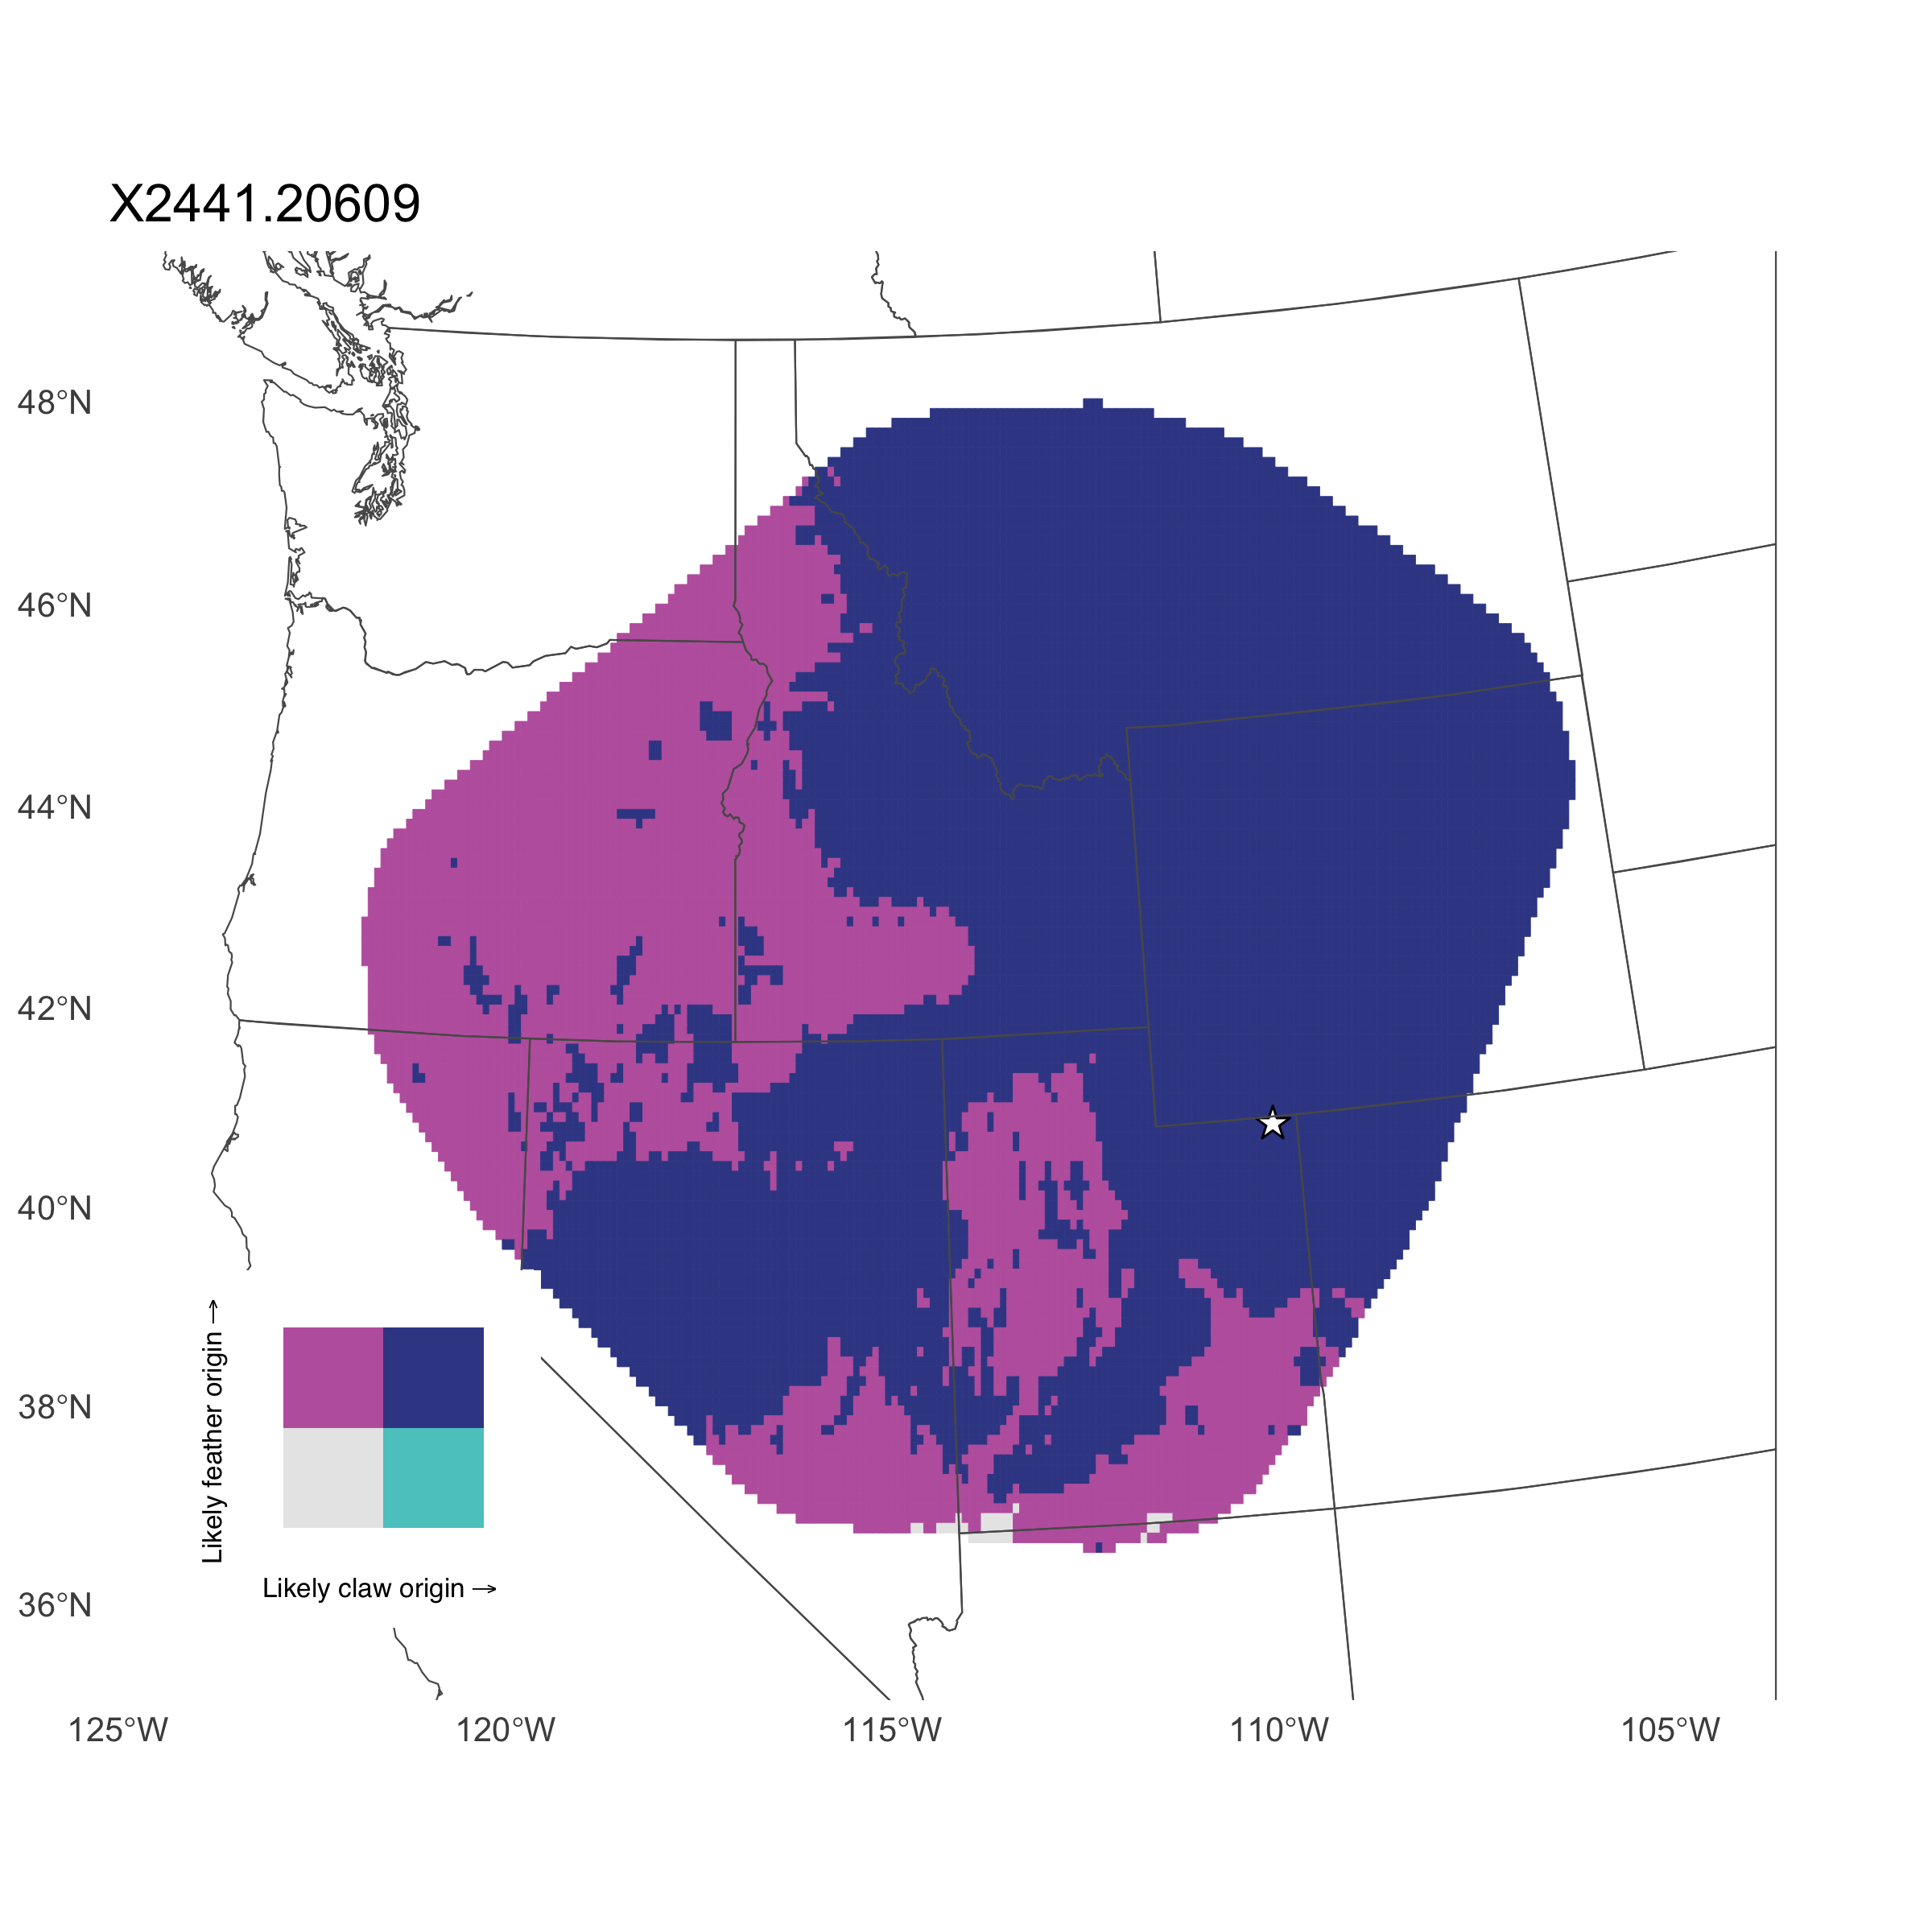 X2441.20609
48°N
46°N
44°N
42°N
40°N
38°N
36°N
Likely feather origin →
Likely claw origin →
125°W
120°W
115°W
110°W
105°W